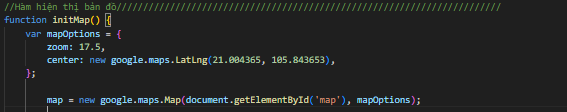 //Hàm hiện thị bản đồ//////////////////////////////////////////////////////////////////////////
function initMap() {
var mapOptions = {
zoom: 17.5,
center: new google.maps.LatLng(21.004365, 105.843653),
};
map = new google.maps.Map(document.getElementById('map'), mapOptions);